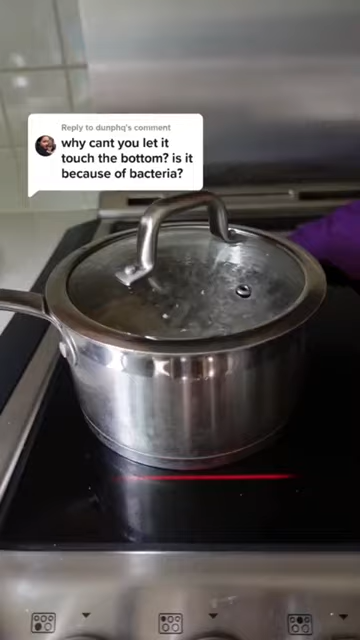 Reply to dunphq's comment
why cant you let it
touch the bottom? is it
because of bacteria?